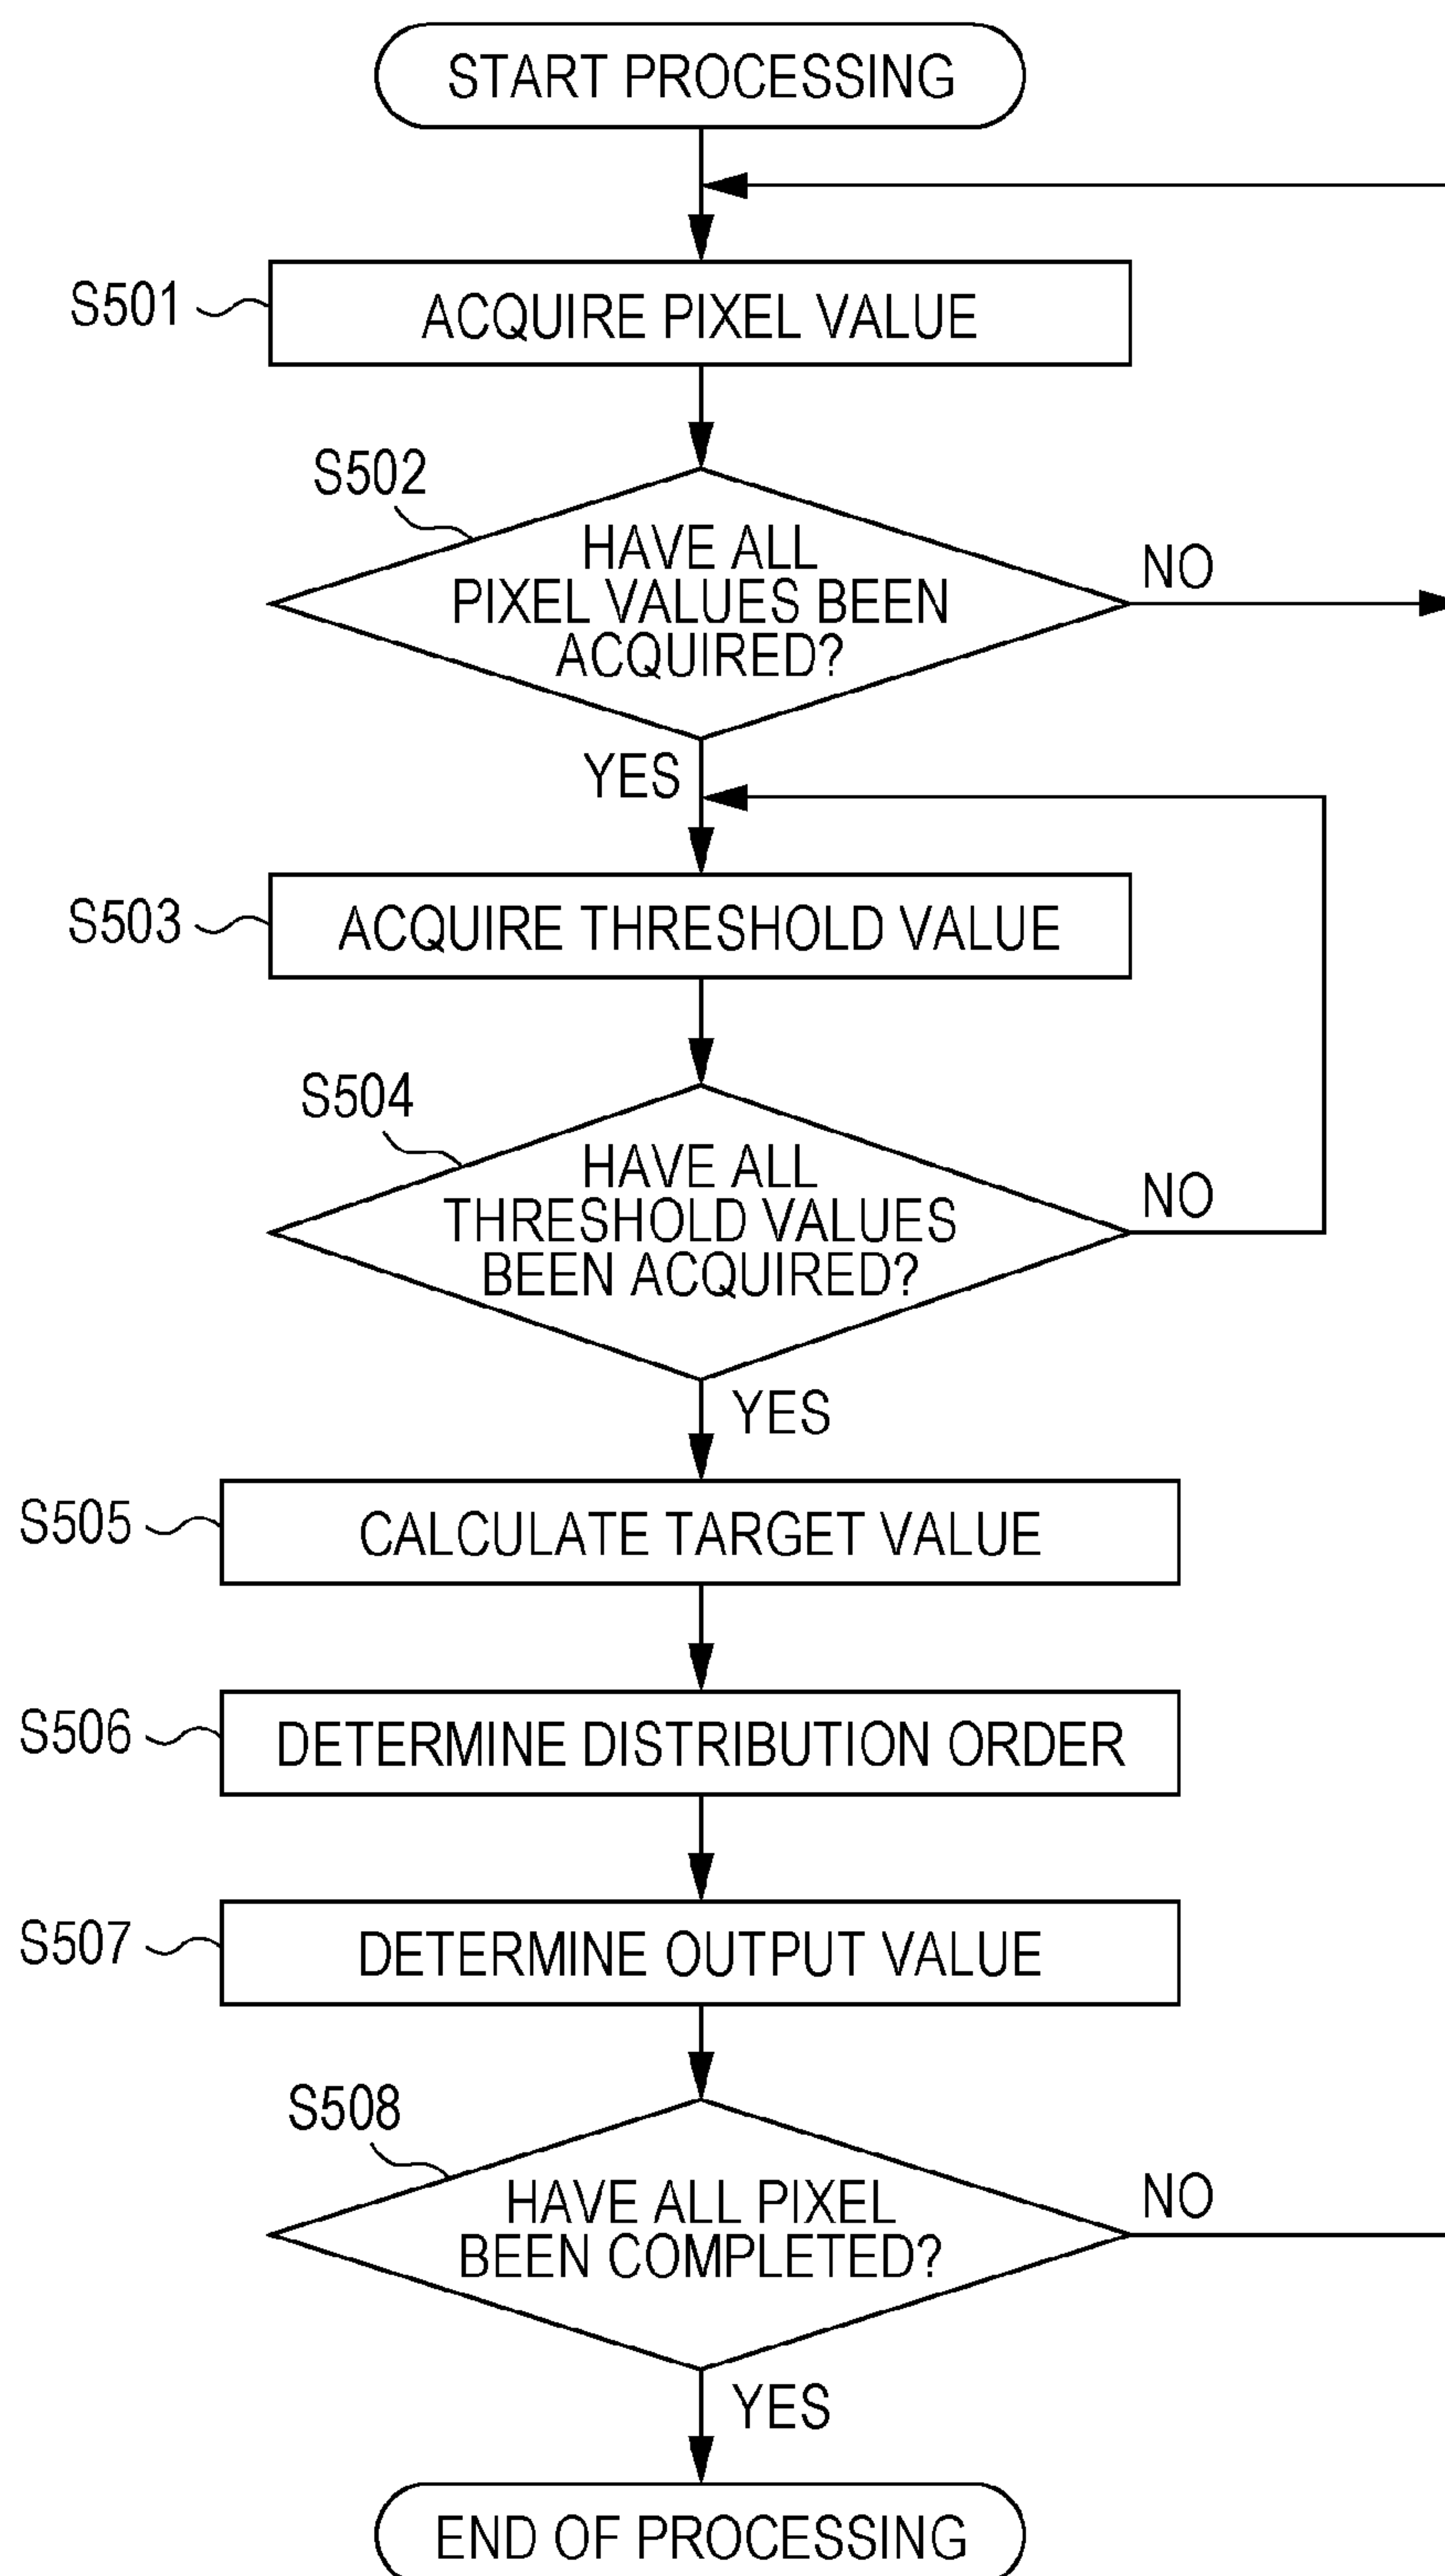 START PROCESSING
S501
ACQUIRE PIXEL VALUE
S502
HAVE ALL
PIXEL VALUES BEEN
ACQUIRED?
NO
YES
S503
ACQUIRE THRESHOLD VALUE
S504
HAVE ALL
THRESHOLD VALUES
BEEN ACQUIRED?
NO
YES
S505
CALCULATE TARGET VALUE
S506
DETERMINE DISTRIBUTION ORDER
S507
DETERMINE OUTPUT VALUE
S508
HAVE ALL PIXEL
BEEN COMPLETED?
NO
YES
END OF PROCESSING